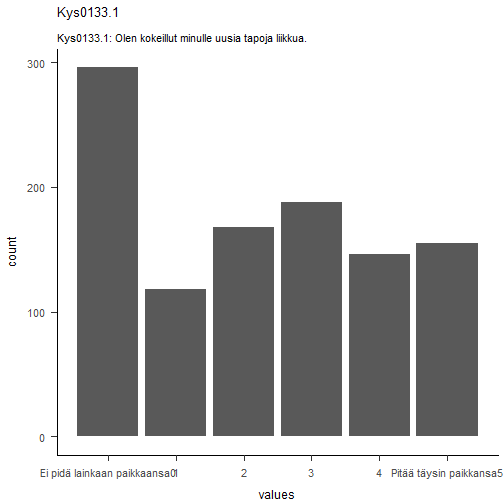 Kys0133.1
Kys0133.1: Olen kokeillut minulle uusia tapoja liikkua.
300
200
100
0
count
Ei pidä lainkaan paikkaansa0 1 2 3 4 Pitää täysin paikkansa5
values